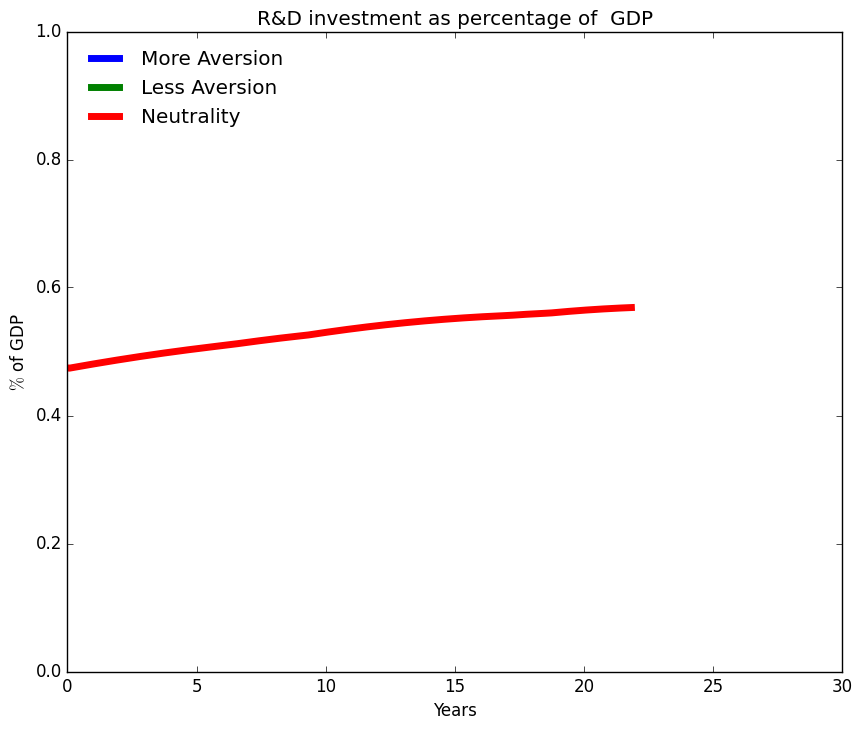 R&D investment as percentage of  GDP
1.0
0.8
0.6
0.4
0.2
0.0
More Aversion
Less Aversion
Neutrality
% of GDP
0 5 10 15 20 25 30
Years